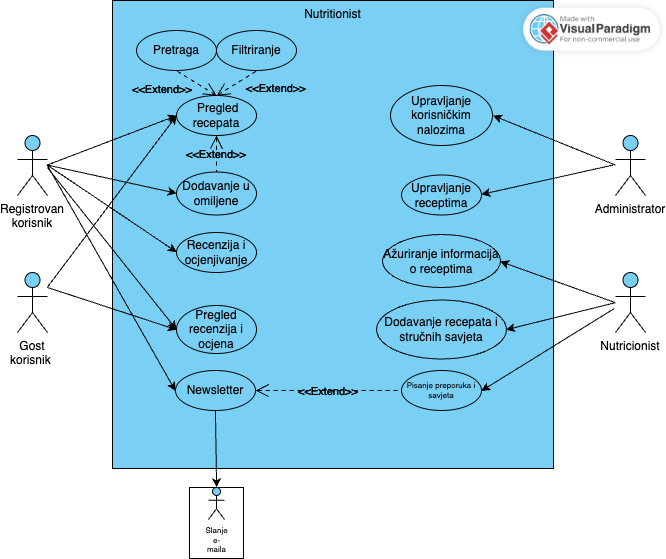 Nutritionist
Made with
VisualParadigm
For non-commercial use
Pretraga
Filtriranje
<<Extend>>
<<Extend>>
Pregled
recepata
Upravljanje
korisničkim
nalozima
<<Extend>>
Registrovan
korisnik
Dodavanje u
omiljene
Upravljanje
receptima
Administrator
Recenzija i
ocjenjivanje
Ažuriranje informacija
o receptima
Gost
korisnik
Pregled
recenzija i
ocjena
Dodavanje recepata i
stručnih savjeta
Nutricionist
Newsletter
<<Extend>>
Pisanje preporuka i
savjeta
Slanje
e-
maila